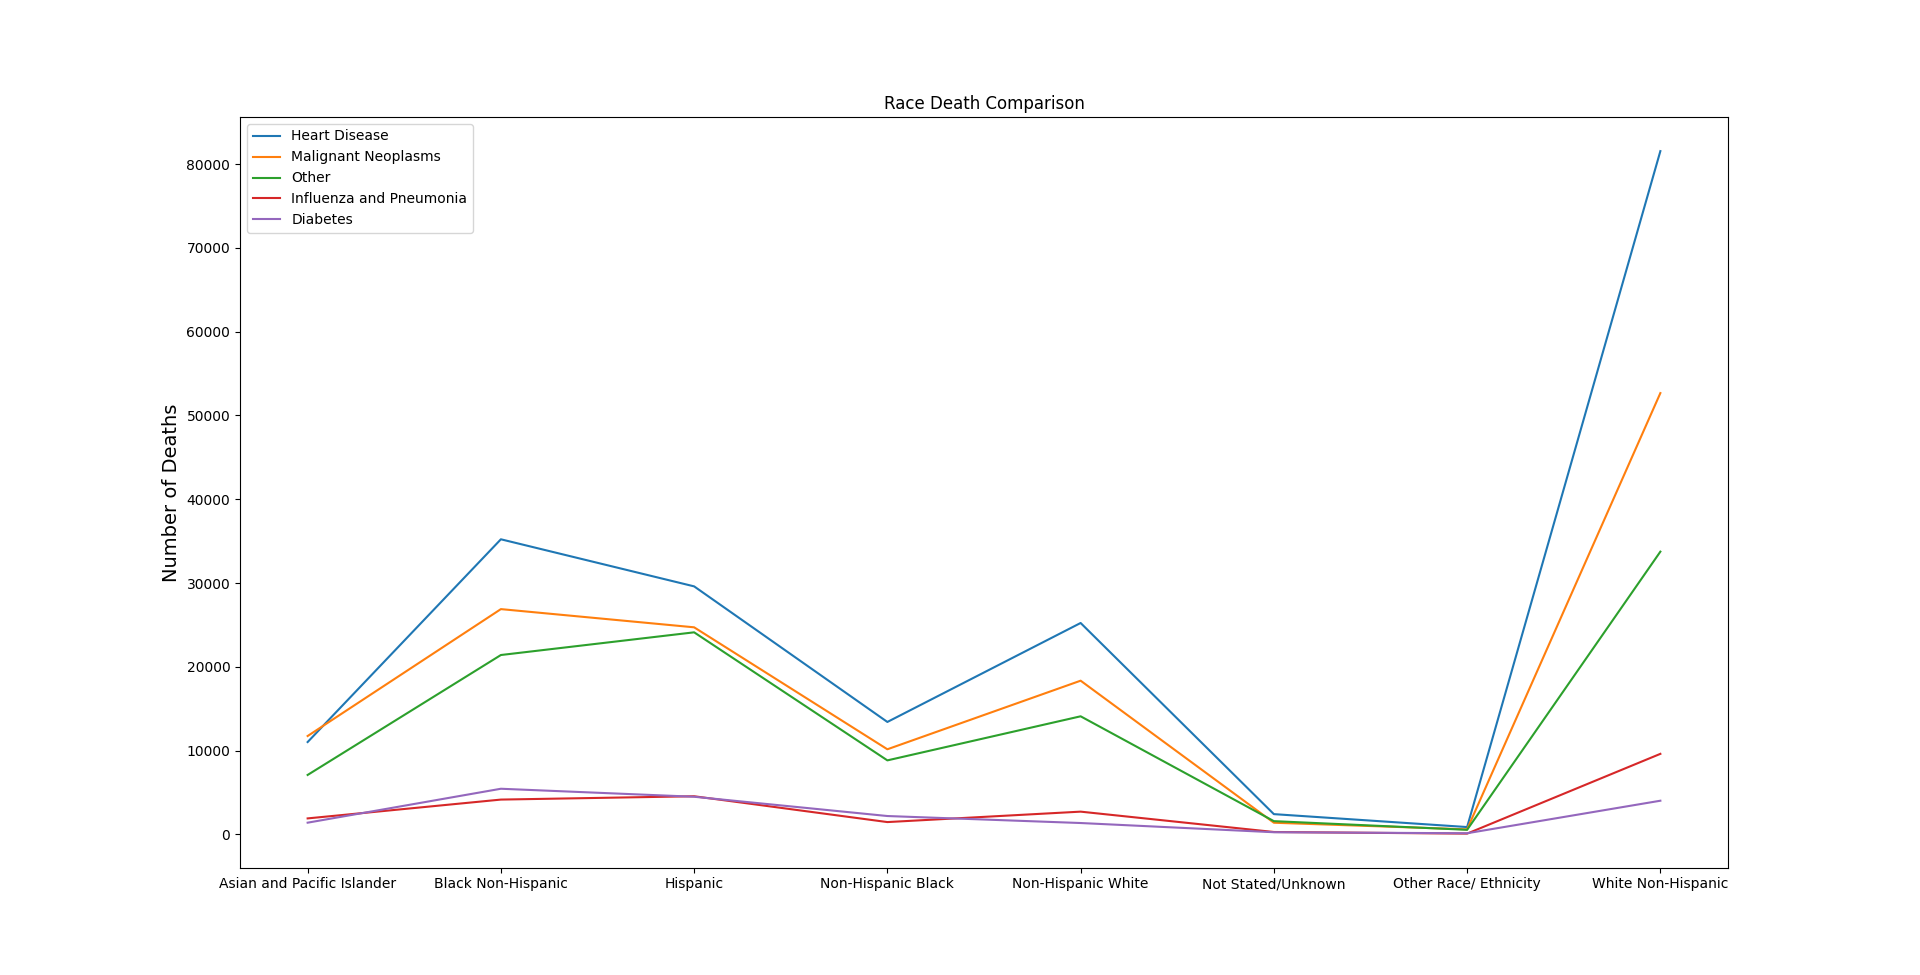 Race Death Comparison
Heart Disease
Malignant Neoplasms
Other
Influenza and Pneumonia
Diabetes
Number of Deaths
80000
70000
60000
50000
40000
30000
20000
10000
0
Asian and Pacific Islander Black Non-Hispanic Hispanic Non-Hispanic Black Non-Hispanic White Not Stated/Unknown Other Race/ Ethnicity White Non-Hispanic